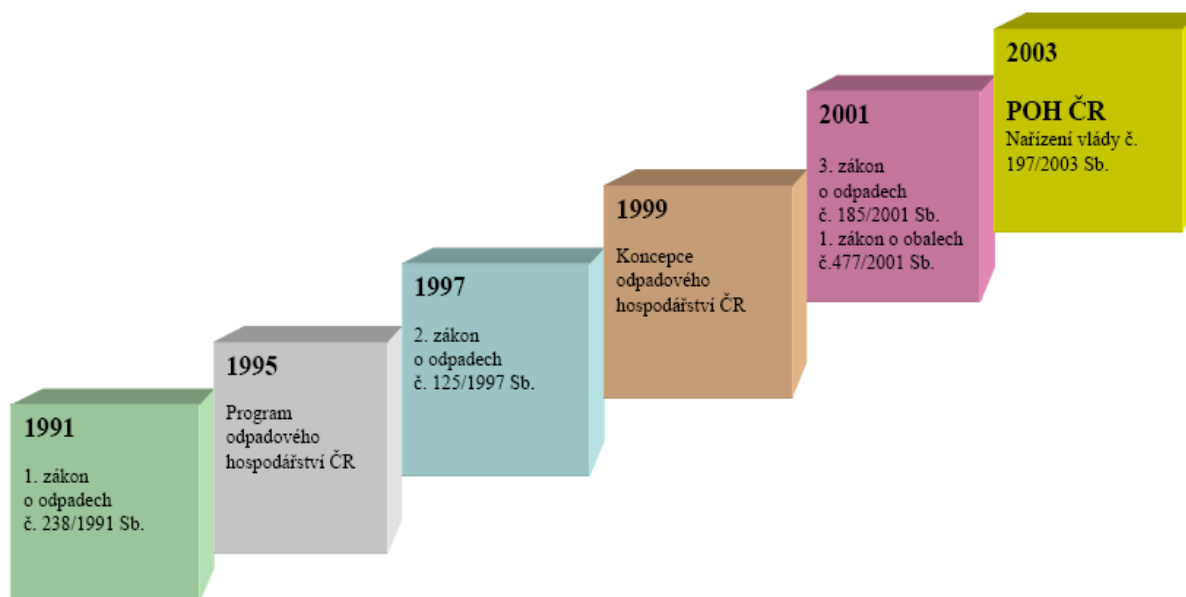 1991
1. zákon
o odpadech
č. 238/1991 Sb.
1995
Program
odpadového
hospodářství ČR
1997
2. zákon
o odpadech
č. 125/1997 Sb.
1999
Koncepce
odpadového
hospodářství ČR
2001
3. zákon
o odpadech
č. 185/2001 Sb.
1. zákon o obalech
č.477/2001 Sb.
2003
POH ČR
Nařízení vlády č.
197/2003 Sb.